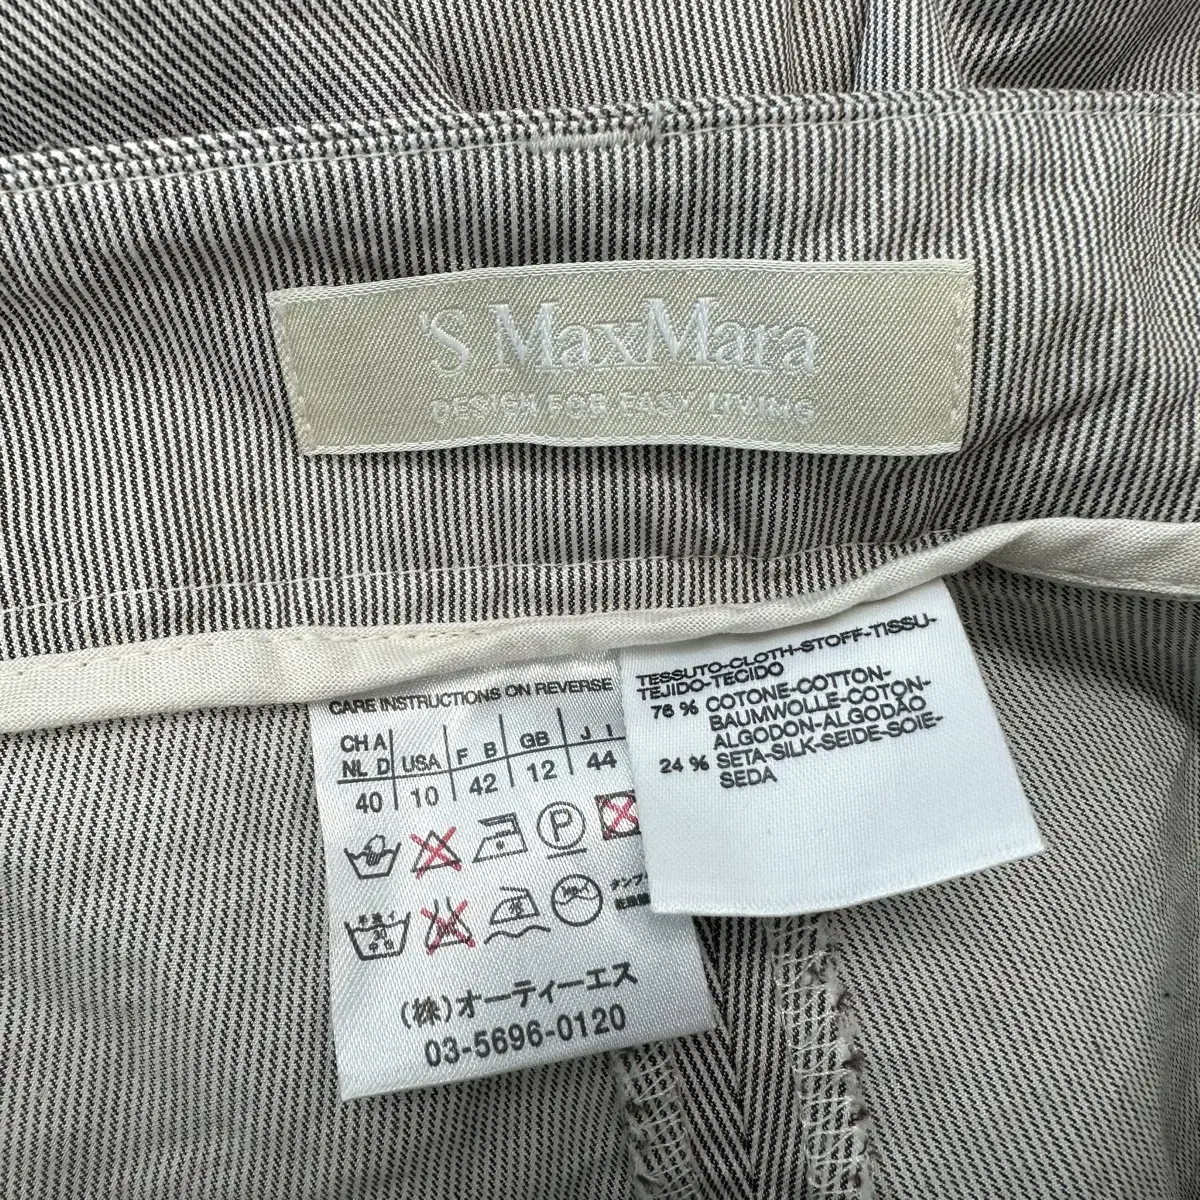 'S MaxMara
DESIGN FOR EASY LIVING
CARE INSTRUCTIONS ON REVERSE
CH A NL D USA F B GB J I
40 10 42 12 44
P
(株)オーティーエス
03-5696-0120
TESSUTO-CLOTH-STOFF-TISSU-
TEJIDO-TECIDO
76 % COTONE-COTTON-
BAUMWOLLE-COTON-
ALGODON-ALGODÃO
24 % SETA-SILK-SEIDE-SOIE-
SEDA